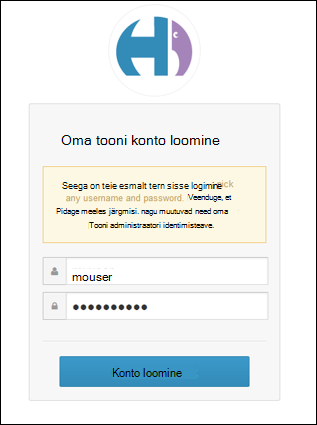 Oma tooni konto loomine
Seega on teie esmalt tern sisse logimine pick
any username and password. Veenduge, et
Pidage meeles järgmisi. nagu muutuvad need oma
Tooni administraatori identimisteave.
mouser
Konto loomine